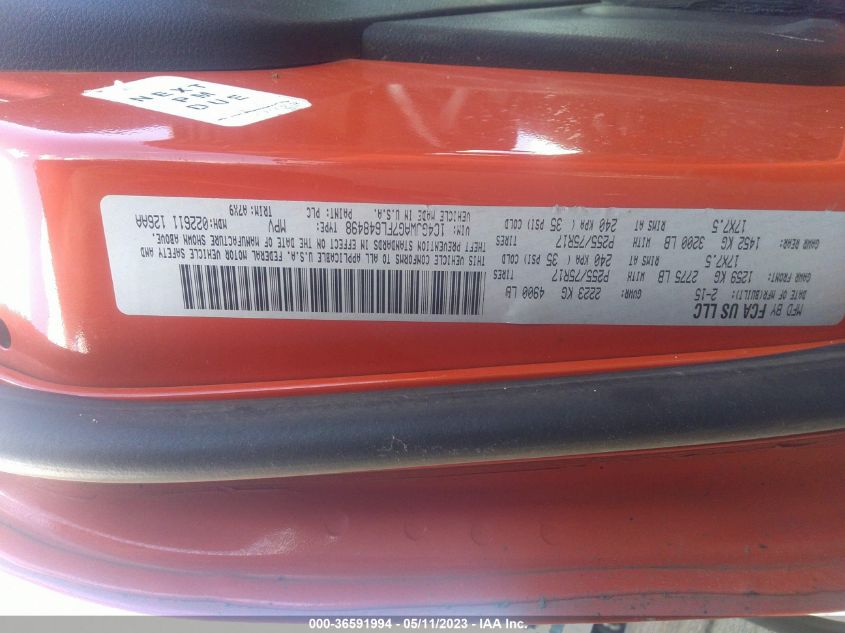 NEXT
PM
DUE
MFD BY FCA US LLC
DATE OF MFR(BUILT): 2-15 GVWR: 2223 KG 4900 LB
GAWR FRONT: 1259 KG 2775 LB WITH P255/75R17 TIRES
17X7.5 RIMS AT 240 KPA( 35 PSI) COLD
GAWR REAR: 1452 KG 3200 LB WITH P255/75R17 TIRES
17X7.5 RIMS AT 240 KPA( 35 PSI) COLD
THIS VEHICLE CONFORMS TO ALL APPLICABLE U.S.A. FEDERAL MOTOR VEHICLE SAFETY AND
THEFT PREVENTION STANDARDS IN EFFECT ON THE DATE OF MANUFACTURE SHOWN ABOVE.
VIN: 1C4GJWAG7FL648498 TYPE: MPV MDH:022611 126AA
VEHICLE MADE IN U.S.A. PAINT: PLC TRIM: A7X9
000-36591994 - 05/11/2023 - IAA Inc.